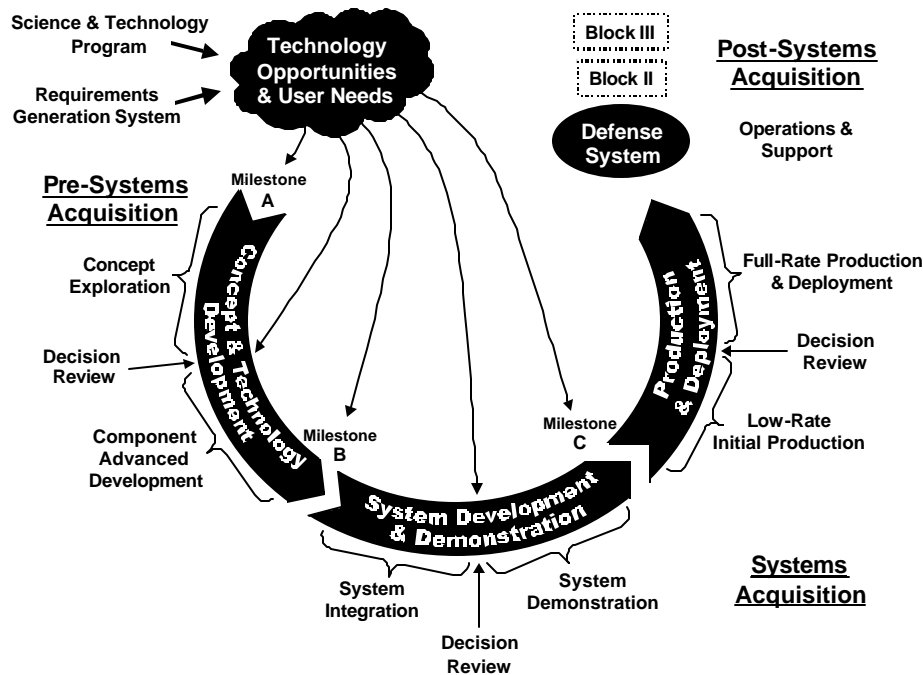 Science & Technology
Program
Requirements
Generation System
Technology
Opportunities
& User Needs
Block III
Block II
Defense
System
Post-Systems
Acquisition
Operations &
Support
Pre-Systems
Acquisition
Milestone
A
Concept
Exploration
Decision
Review
Component
Advanced
Development
Concept & Technology
Development
Milestone
B
System Development
& Demonstration
System
Integration
Decision
Review
System
Demonstration
Milestone
C
Production
& Deployment
Full-Rate Production
& Deployment
Decision
Review
Low-Rate
Initial Production
Systems
Acquisition